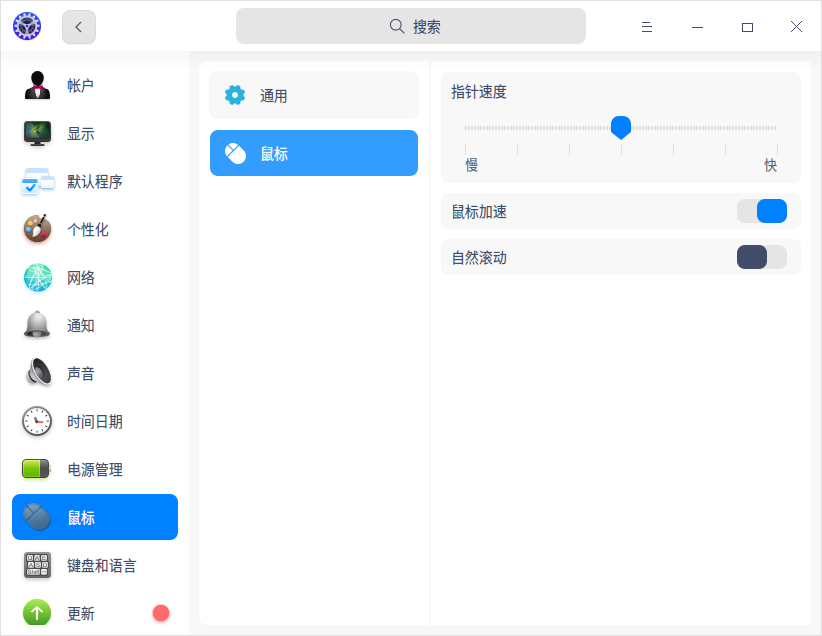 搜索
帐户
显示
默认程序
个性化
网络
通知
声音
时间日期
电源管理
鼠标
键盘和语言
更新
通用
鼠标
指针速度
慢
快
鼠标加速
自然滚动